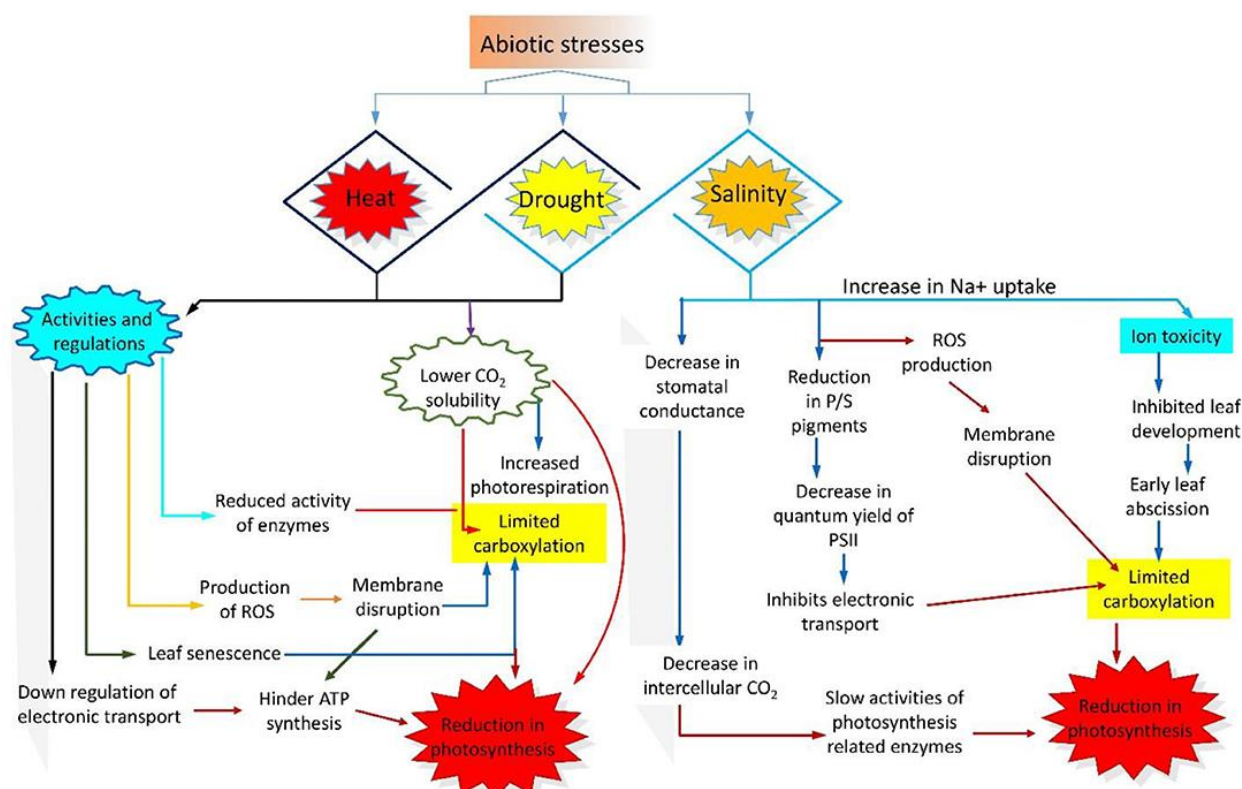 Abiotic stresses
Heat
Drought
Salinity
Increase in Na+ uptake
Activities and
regulations
Lower CO₂
solubility
Increased
photorespiration
Reduced activity
of enzymes
Limited
carboxylation
Production
of ROS
Membrane
disruption
Leaf senescence
Down regulation of
electronic transport
Hinder ATP
synthesis
Reduction in
photosynthesis
Decrease in
stomatal
conductance
Reduction
in P/S
pigments
ROS
production
Ion toxicity
Inhibited leaf
development
Membrane
disruption
Early leaf
abscission
Decrease in
quantum yield of
PSII
Inhibits electronic
transport
Limited
carboxylation
Decrease in
intercellular CO₂
Slow activities of
photosynthesis
related enzymes
Reduction in
photosynthesis